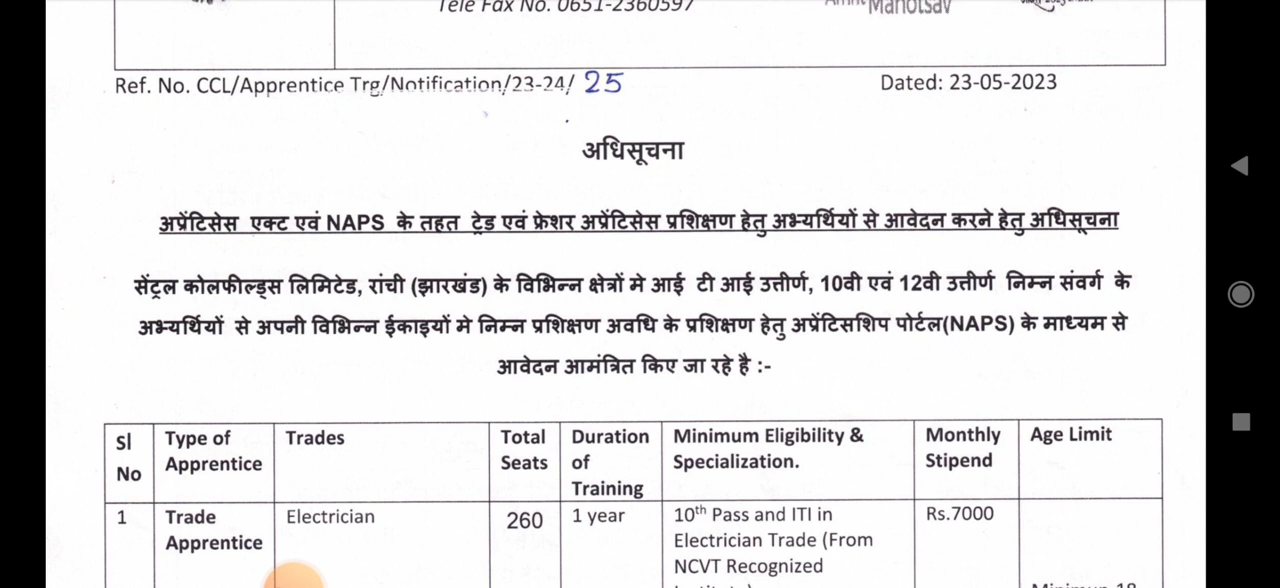 Tele Fax No. 0651-2360597
Mahotsav
Ref. No. CCL/Apprentice Trg/Notification/23-24/ 25 Dated: 23-05-2023
अधिसूचना
अप्रेंटिसेस एक्ट एवं NAPS के तहत ट्रेड एवं फ्रेशर अप्रेंटिसेस प्रशिक्षण हेतु अभ्यर्थियों से आवेदन करने हेतु अधिसूचना
सेंट्रल कोलफील्ड्स लिमिटेड, रांची (झारखंड) के विभिन्न क्षेत्रों मे आई टी आई उत्तीर्ण, 10वी एवं 12वी उत्तीर्ण निम्न संवर्ग के
अभ्यर्थियों से अपनी विभिन्न ईकाइयों मे निम्न प्रशिक्षण अवधि के प्रशिक्षण हेतु अप्रेंटिसशिप पोर्टल(NAPS) के माध्यम से
आवेदन आमंत्रित किए जा रहे है :-
Sl No Type of Apprentice Trades Total Seats Duration of Training Minimum Eligibility & Specialization. Monthly Stipend Age Limit
1 Trade Apprentice Electrician 260 1 year 10th Pass and ITI in Rs.7000
Electrician Trade (From
NCVT Recognized
Minimum 18